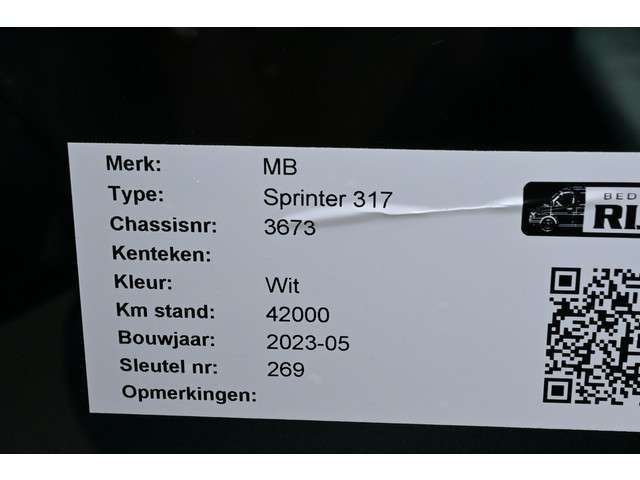 Merk: MB
Type: Sprinter 317
Chassisnr: 3673
Kenteken:
Kleur: Wit
Km stand: 42000
Bouwjaar: 2023-05
Sleutel nr: 269
Opmerkingen: